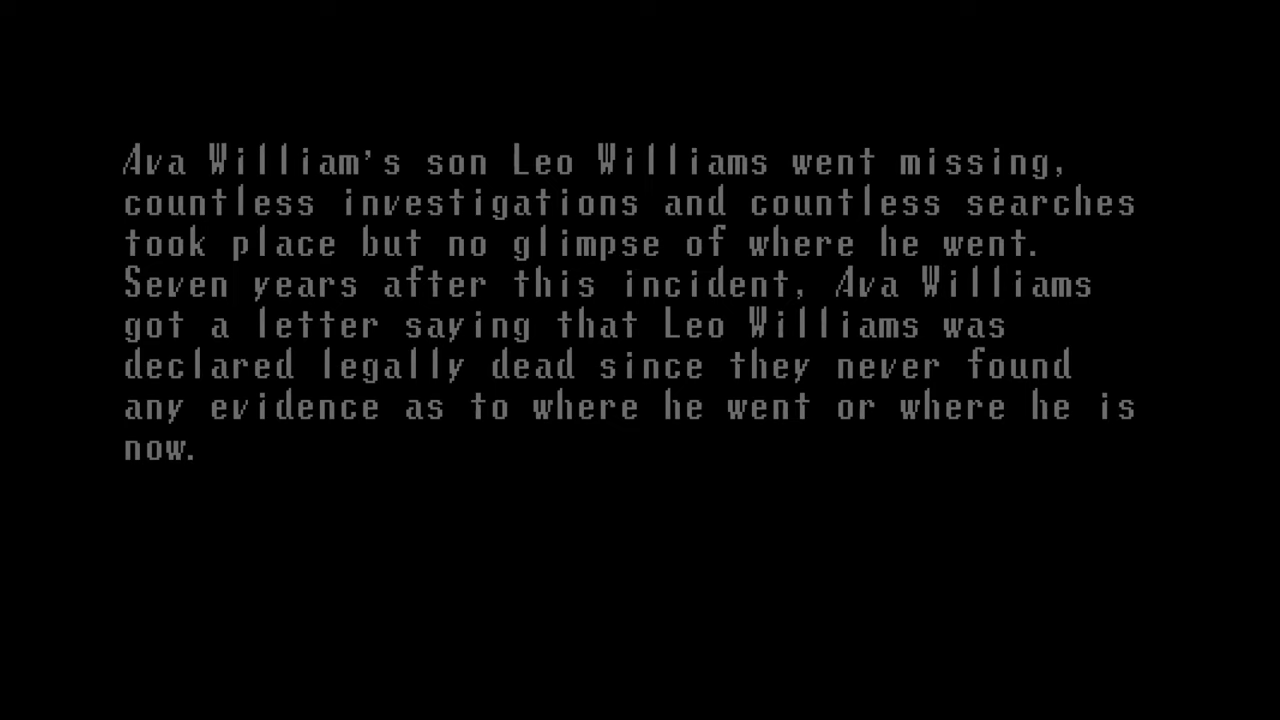 Ava William's son Leo Williams went missing,
countless investigations and countless searches
took place but no glimpse of where he went.
Seven years after this incident, Ava Williams
got a letter saying that Leo Williams was
declared legally dead since they never found
any evidence as to where he went or where he is
now.